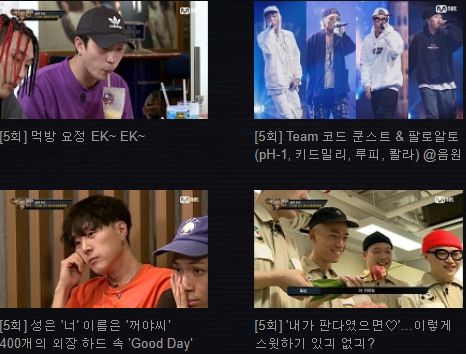 [5회] 먹방 요정 EK~ EK~
[5회] Team 코드 쿤스트 & 팔로알토
(pH-1, 키드밀리, 루피, 콸라) @음원
[5회] 성은 '너' 이름은 '꺼야씨'
400개의 외장 하드 속 'Good Day'
[5회] '내가 판다였으면♡'...이렇게
스윗하기 있긔 없긔?